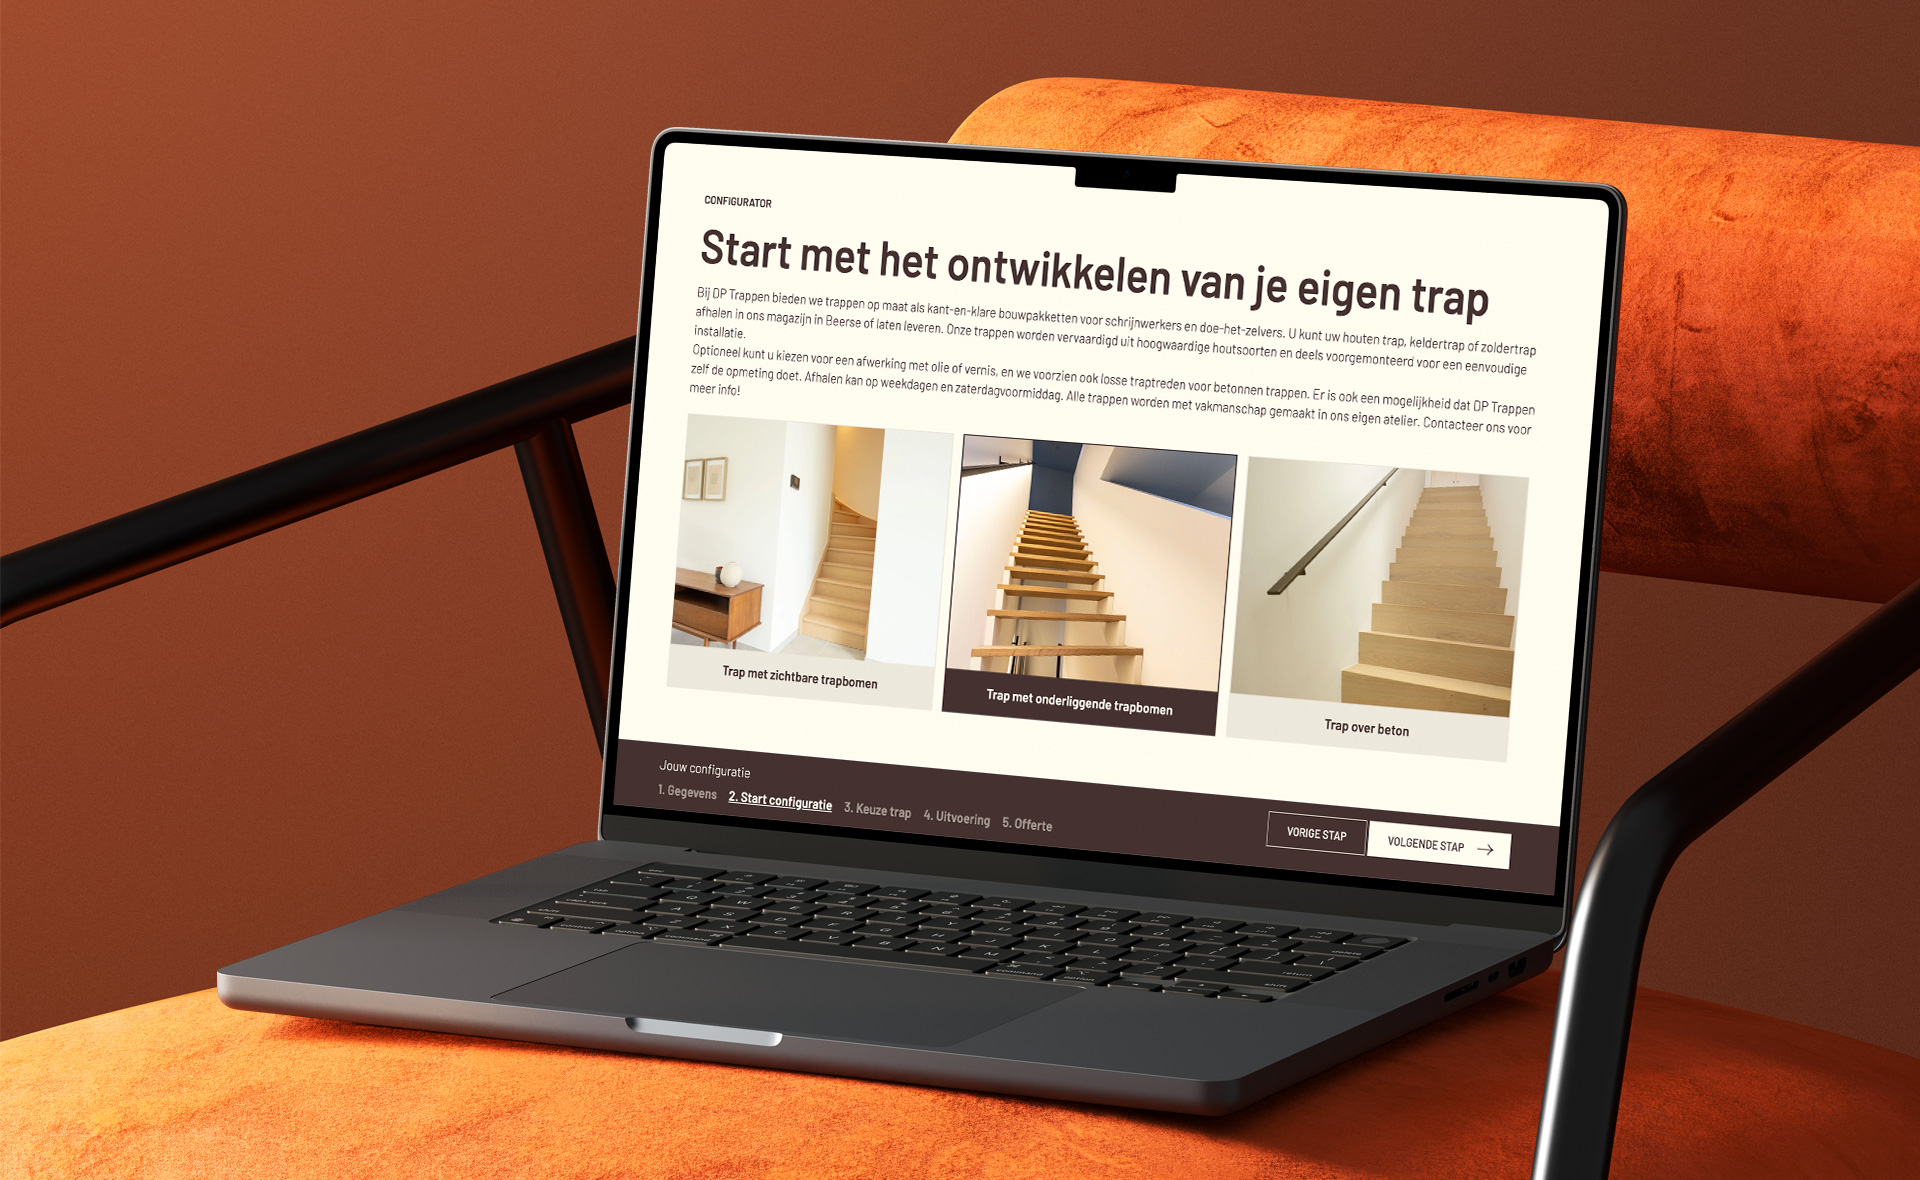 CONFIGURATOR
Start met het ontwikkelen van je eigen trap
Bij DP Trappen bieden we trappen op maat als kant-en-klare bouwpakketten voor schrijnwerkers en doe-het-zelvers. U kunt uw houten trap, keldertrap of zoldertrap
afhalen in ons magazijn in Beerse of laten leveren. Onze trappen worden vervaardigd uit hoogwaardige houtsoorten en deels voorgemonteerd voor een eenvoudige
installatie.
Optioneel kunt u kiezen voor een afwerking met olie of vernis, en we voorzien ook losse traptreden voor betonnen trappen. Er is ook een mogelijkheid dat DP Trappen
zelf de opmeting doet. Afhalen kan op weekdagen en zaterdagvoormiddag. Alle trappen worden met vakmanschap gemaakt in ons eigen atelier. Contacteer ons voor
meer info!
Trap met zichtbare trapbomen
Trap met onderliggende trapbomen
Trap over beton
Jouw configuratie
1. Gegevens 2. Start configuratie 3. Keuze trap 4. Uitvoering 5. Offerte
VORIGE STAP
VOLGENDE STAP